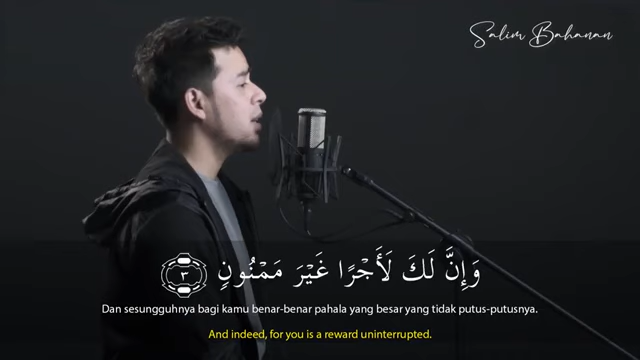 Salim Bahanan
وَإِنَّ لَكَ لَأَجْرًا غَيْرَ مَمْنُونٍ ٣
Dan sesungguhnya bagi kamu benar-benar pahala yang besar yang tidak putus-putusnya.
And indeed, for you is a reward uninterrupted.